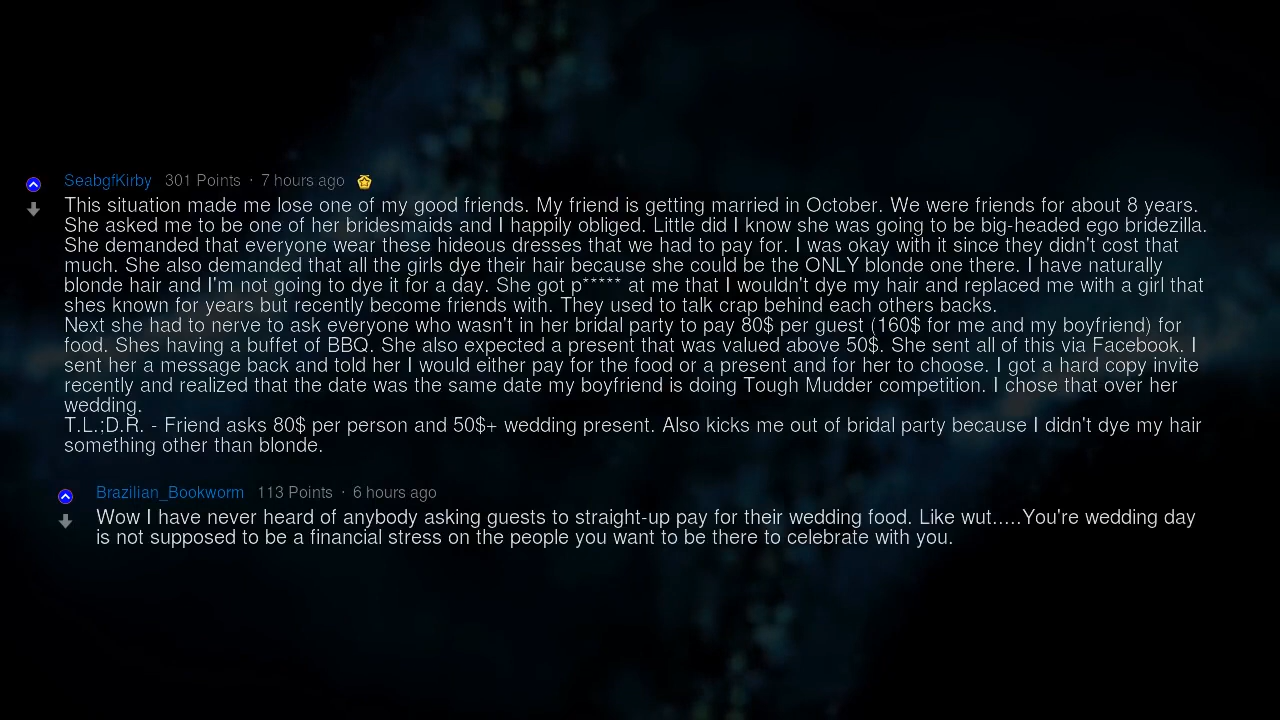 SeabgfKirby 301 Points · 7 hours ago
This situation made me lose one of my good friends. My friend is getting married in October. We were friends for about 8 years.
She asked me to be one of her bridesmaids and I happily obliged. Little did I know she was going to be big-headed ego bridezilla.
She demanded that everyone wear these hideous dresses that we had to pay for. I was okay with it since they didn't cost that
much. She also demanded that all the girls dye their hair because she could be the ONLY blonde one there. I have naturally
blonde hair and I'm not going to dye it for a day. She got p***** at me that I wouldn't dye my hair and replaced me with a girl that
shes known for years but recently become friends with. They used to talk crap behind each others backs.
Next she had to nerve to ask everyone who wasn't in her bridal party to pay 80$ per guest (160$ for me and my boyfriend) for
food. Shes having a buffet of BBQ. She also expected a present that was valued above 50$. She sent all of this via Facebook. I
sent her a message back and told her I would either pay for the food or a present and for her to choose. I got a hard copy invite
recently and realized that the date was the same date my boyfriend is doing Tough Mudder competition. I chose that over her
wedding.
T.L.;D.R. - Friend asks 80$ per person and 50$+ wedding present. Also kicks me out of bridal party because I didn't dye my hair
something other than blonde.
Brazilian_Bookworm 113 Points · 6 hours ago
Wow I have never heard of anybody asking guests to straight-up pay for their wedding food. Like wut.....You're wedding day
is not supposed to be a financial stress on the people you want to be there to celebrate with you.